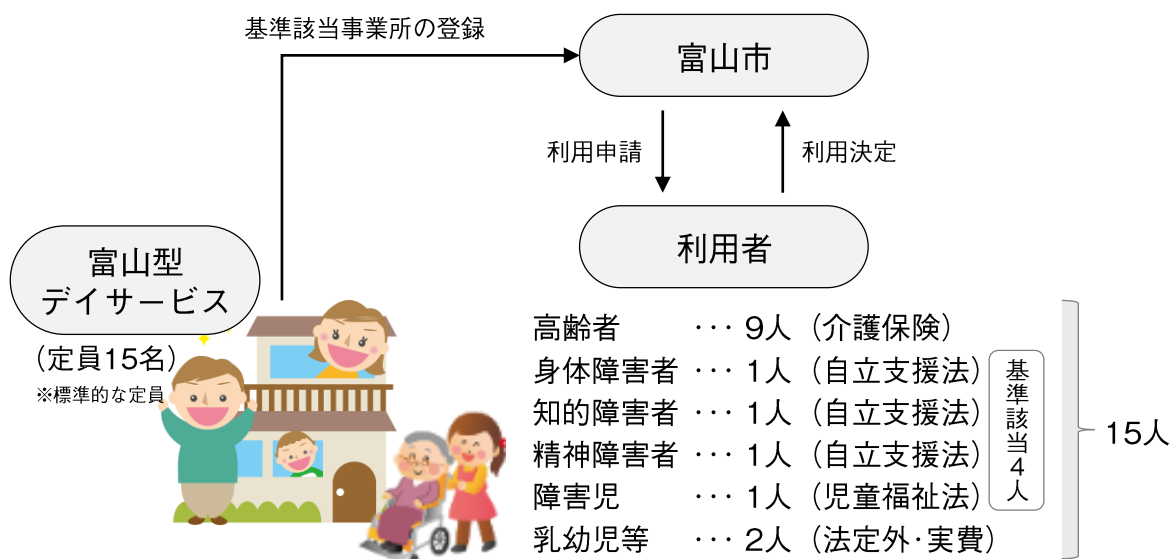 基準該当事業所の登録
富山市
利用申請
利用決定
利用者
富山型
デイサービス
(定員15名)
※標準的な定員
高齢者 ･･･ 9人 (介護保険)
身体障害者 ･･･ 1人 (自立支援法)
知的障害者 ･･･ 1人 (自立支援法)
精神障害者 ･･･ 1人 (自立支援法)
障害児 ･･･ 1人 (児童福祉法)
乳幼児等 ･･･ 2人 (法定外･実費)
基準該当4人
15人